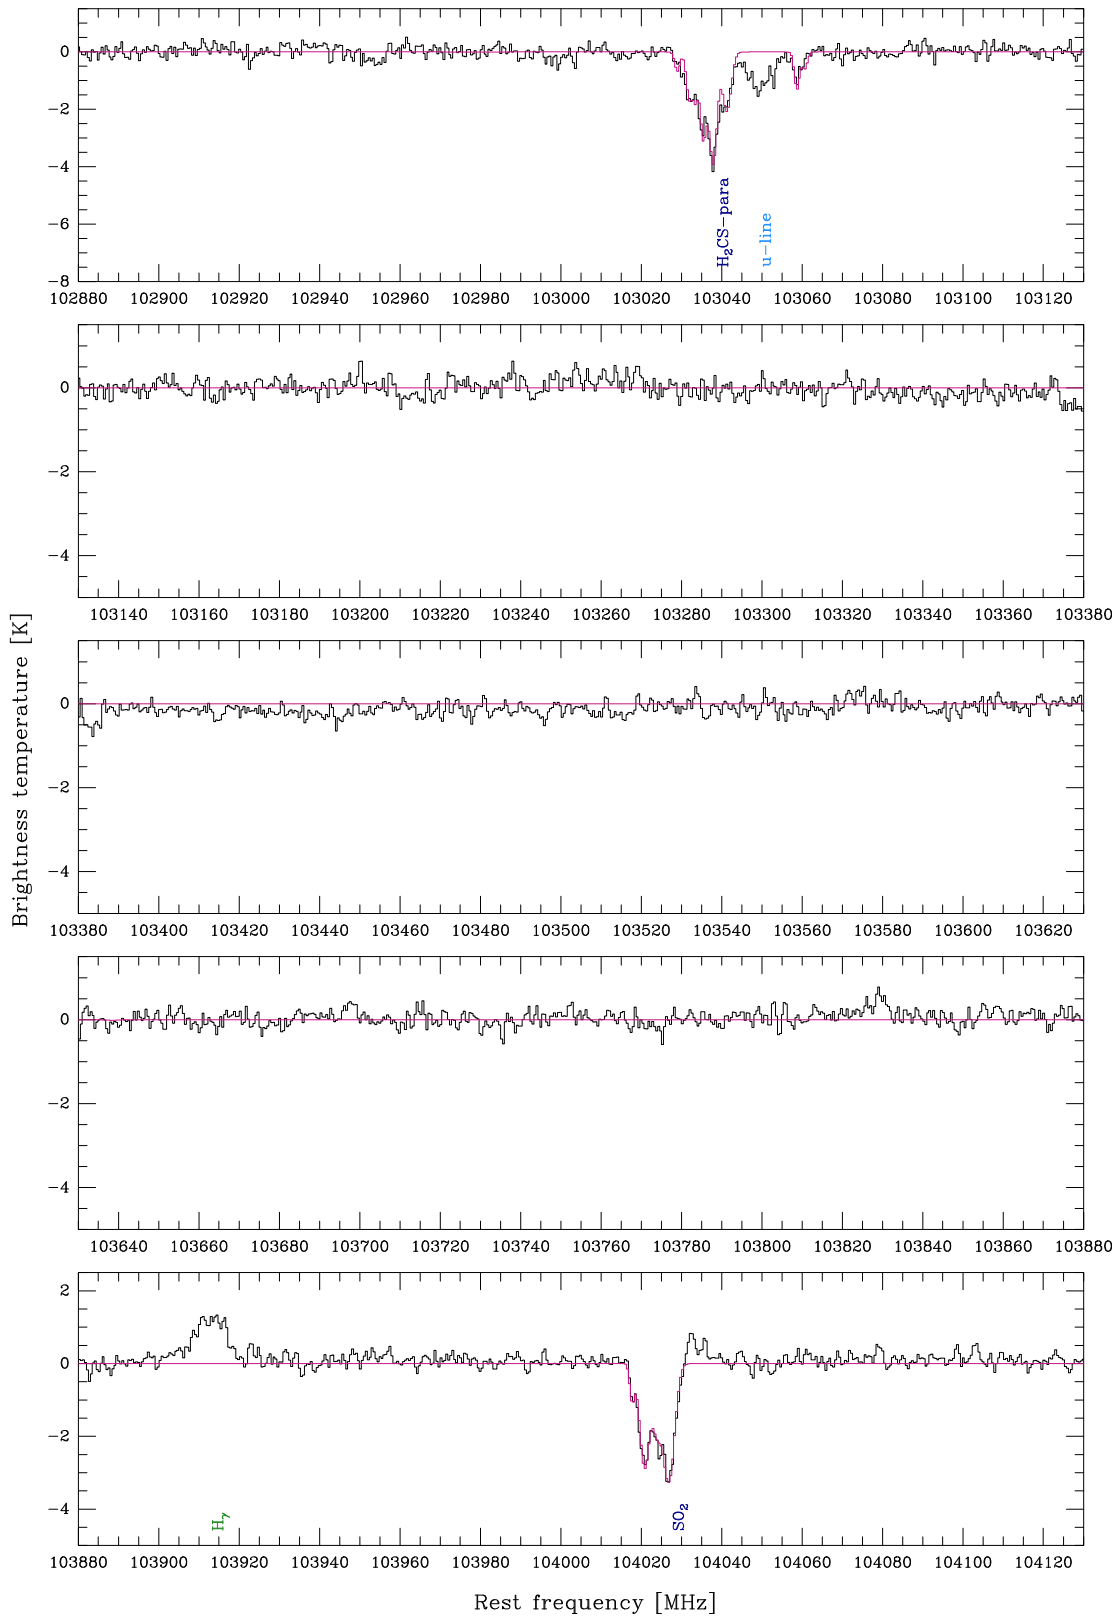 0
−2
−4
−6
−8
H₂CS−para
u−line
102880 102900 102920 102940 102960 102980 103000 103020 103040 103060 103080 103100 103120
0
−2
−4
103140 103160 103180 103200 103220 103240 103260 103280 103300 103320 103340 103360 103380
Brightness temperature [K]
0
−2
−4
103380 103400 103420 103440 103460 103480 103500 103520 103540 103560 103580 103600 103620
0
−2
−4
103640 103660 103680 103700 103720 103740 103760 103780 103800 103820 103840 103860 103880
2
0
−2
−4
Hγ
SO₂
103880 103900 103920 103940 103960 103980 104000 104020 104040 104060 104080 104100 104120
Rest frequency [MHz]